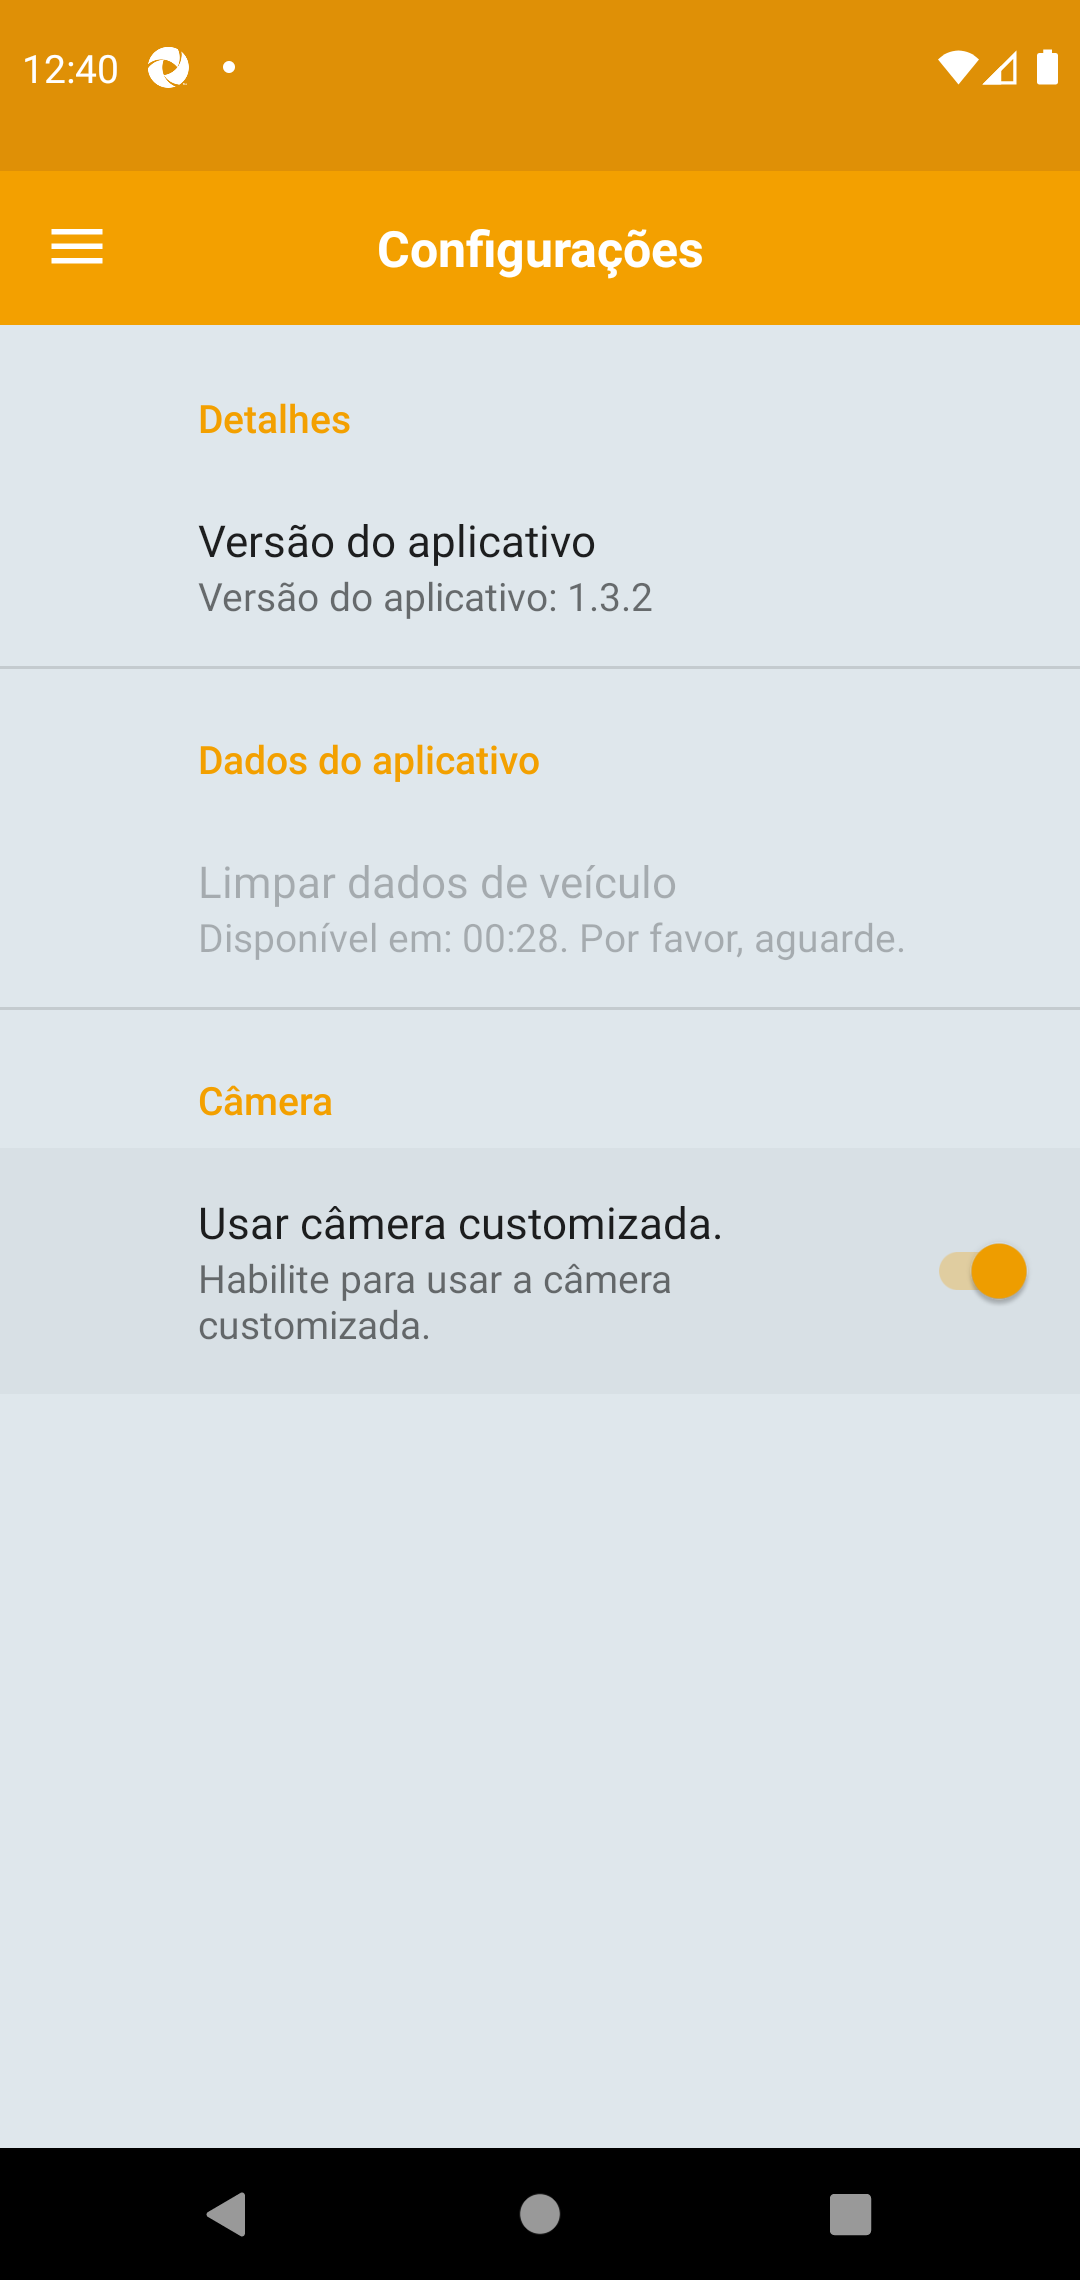 12:40
Configurações
Detalhes
Versão do aplicativo
Versão do aplicativo: 1.3.2
Dados do aplicativo
Limpar dados de veículo
Disponível em: 00:28. Por favor, aguarde.
Câmera
Usar câmera customizada.
Habilite para usar a câmera
customizada.